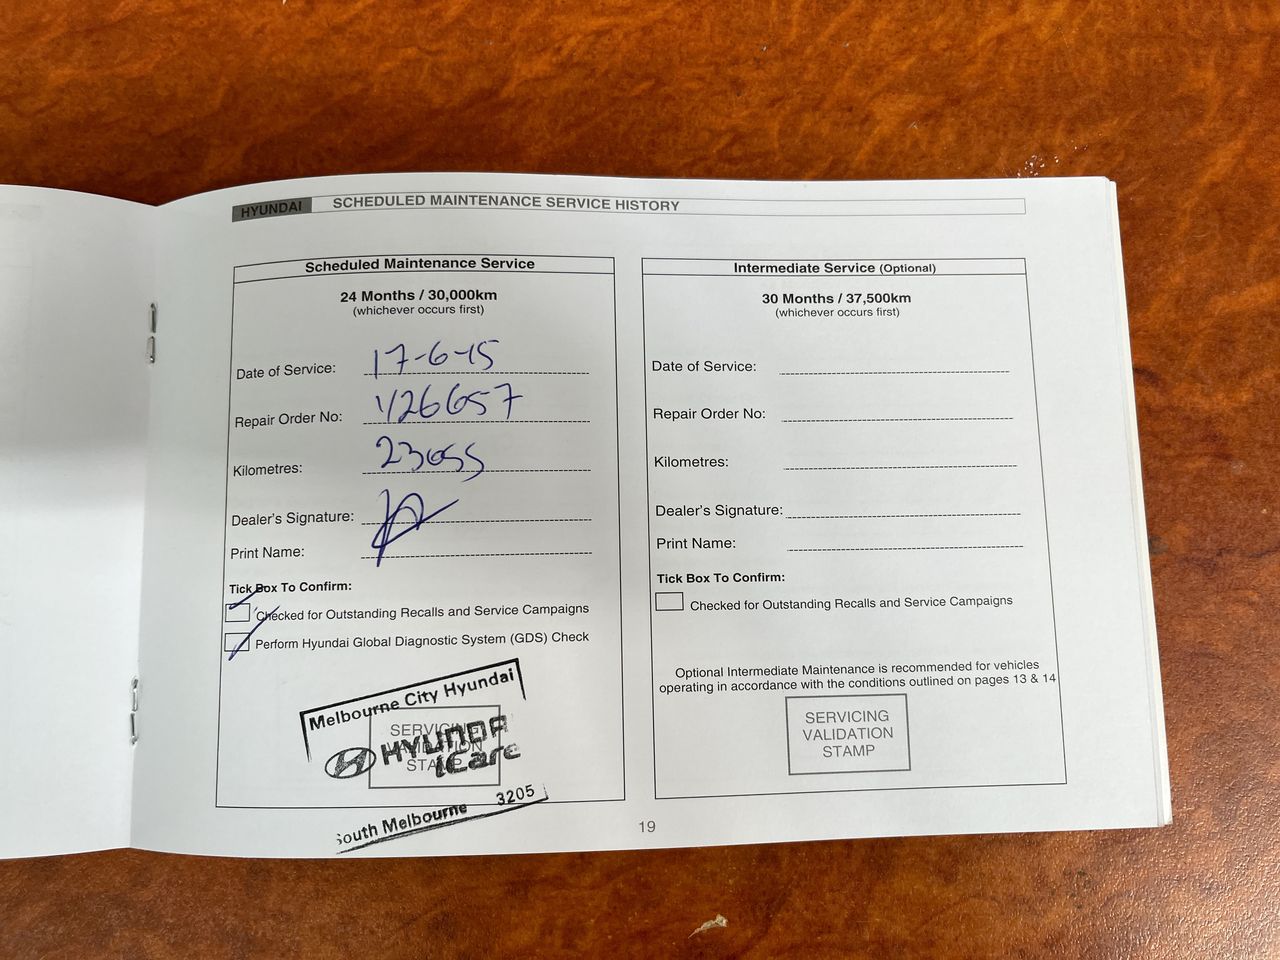 HYUNDAI SCHEDULED MAINTENANCE SERVICE HISTORY
Scheduled Maintenance Service
24 Months / 30,000km
(whichever occurs first)
Date of Service: 17-6-15
Repair Order No: 1126657
Kilometres:
Dealer's Signature:
Print Name:
Tick Box To Confirm:
Checked for Outstanding Recalls and Service Campaigns
Perform Hyundai Global Diagnostic System (GDS) Check
Melbourne City Hyundai
SERVICING
VALIDATION
STAMP
HYUNDAI
iCare
South Melbourne 3205
Intermediate Service (Optional)
30 Months / 37,500km
(whichever occurs first)
Date of Service:
Repair Order No:
Kilometres:
Dealer's Signature:
Print Name:
Tick Box To Confirm:
Checked for Outstanding Recalls and Service Campaigns
Optional Intermediate Maintenance is recommended for vehicles
operating in accordance with the conditions outlined on pages 13 & 14
SERVICING
VALIDATION
STAMP
19